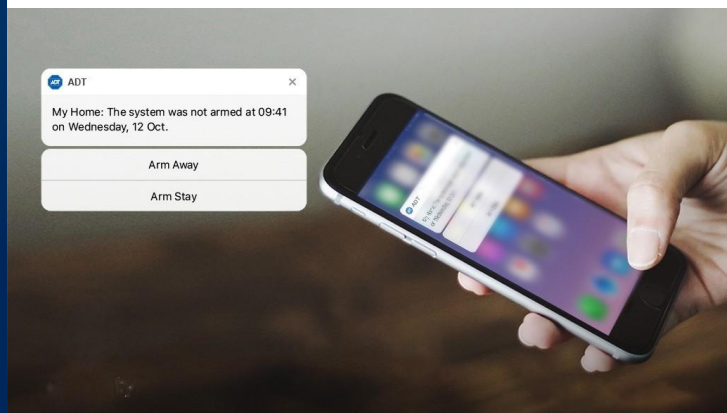 ADT
My Home: The system was not armed at 09:41
on Wednesday, 12 Oct.
Arm Away
Arm Stay
ADT